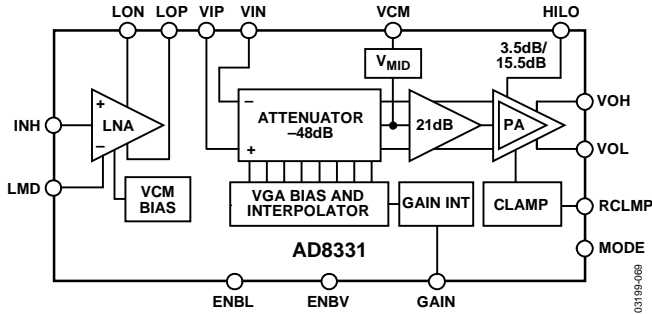 LON LOP VIP VIN VCM HILO
3.5dB/
15.5dB
VMID
+
LNA
–
INH
LMD
VCM
BIAS
–
ATTENUATOR
–48dB
+
21dB
PA
VOH
VOL
VGA BIAS AND
INTERPOLATOR
GAIN INT
CLAMP
RCLMP
AD8331
MODE
ENBL ENBV GAIN
03199-069